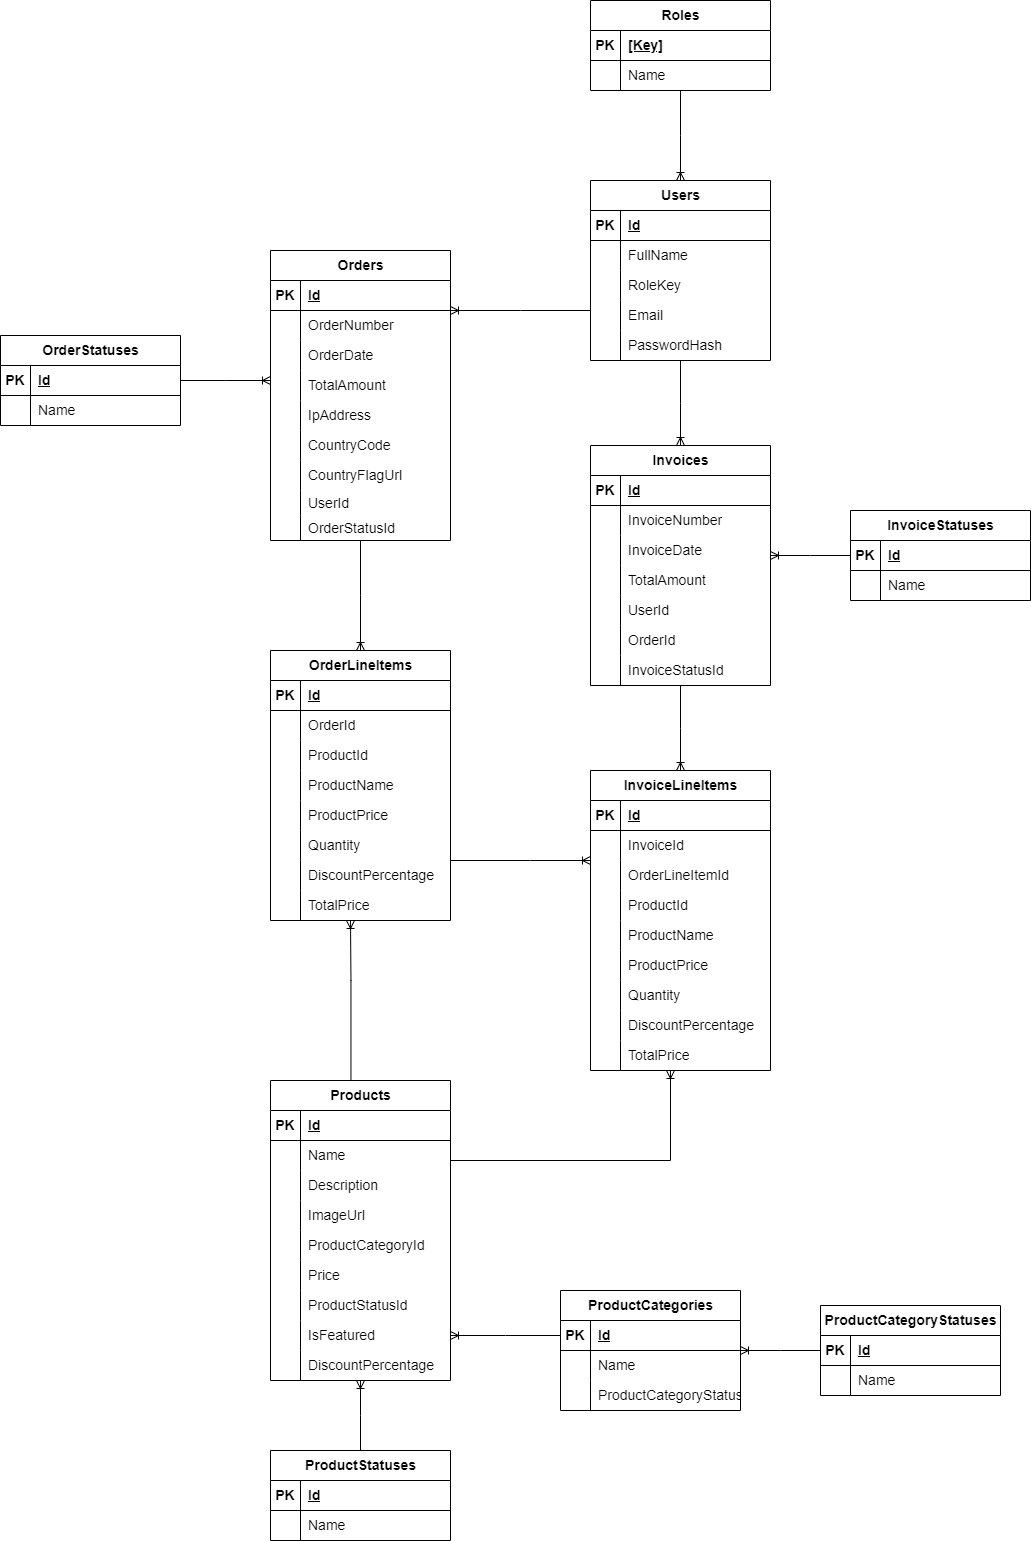 Roles
PK [Key]
Name
Users
PK Id
FullName
RoleKey
Email
PasswordHash
Orders
PK Id
OrderNumber
OrderDate
TotalAmount
IpAddress
CountryCode
CountryFlagUrl
UserId
OrderStatusId
OrderStatuses
PK Id
Name
Invoices
PK Id
InvoiceNumber
InvoiceDate
TotalAmount
UserId
OrderId
InvoiceStatusId
InvoiceStatuses
PK Id
Name
OrderLineItems
PK Id
OrderId
ProductId
ProductName
ProductPrice
Quantity
DiscountPercentage
TotalPrice
InvoiceLineItems
PK Id
InvoiceId
OrderLineItemId
ProductId
ProductName
ProductPrice
Quantity
DiscountPercentage
TotalPrice
Products
PK Id
Name
Description
ImageUrl
ProductCategoryId
Price
ProductStatusId
IsFeatured
DiscountPercentage
ProductCategories
PK Id
Name
ProductCategoryStatus
ProductCategoryStatuses
PK Id
Name
ProductStatuses
PK Id
Name